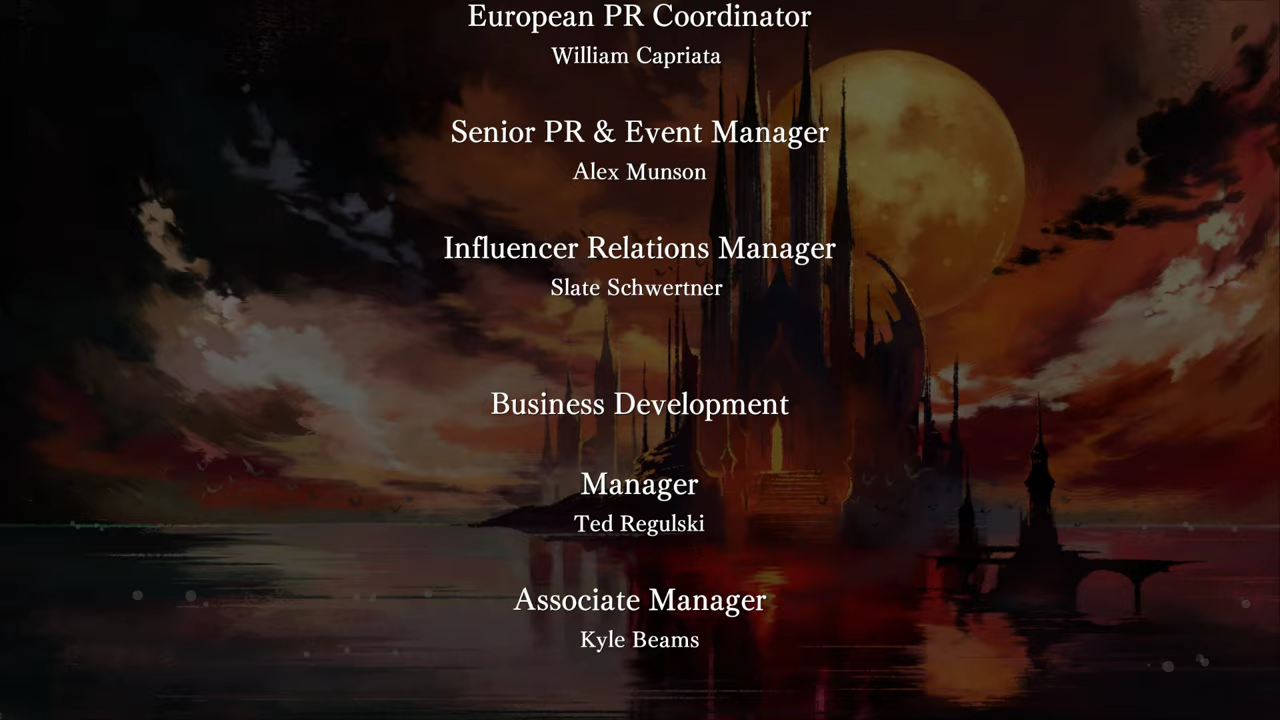 European PR Coordinator
William Capriata
Senior PR & Event Manager
Alex Munson
Influencer Relations Manager
Slate Schwertner
Business Development
Manager
Ted Regulski
Associate Manager
Kyle Beams